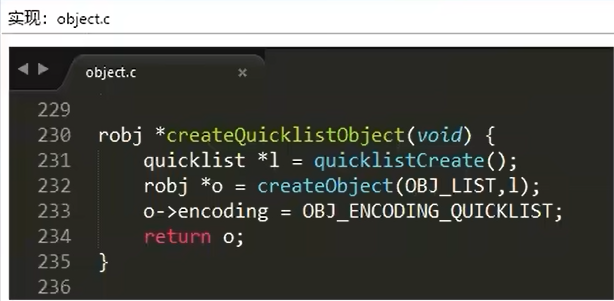 实现：object.c
object.c ×
229
230 robj *createQuicklistObject(void) {
231     quicklist *l = quicklistCreate();
232     robj *o = createObject(OBJ_LIST,l);
233     o->encoding = OBJ_ENCODING_QUICKLIST;
234     return o;
235 }
236